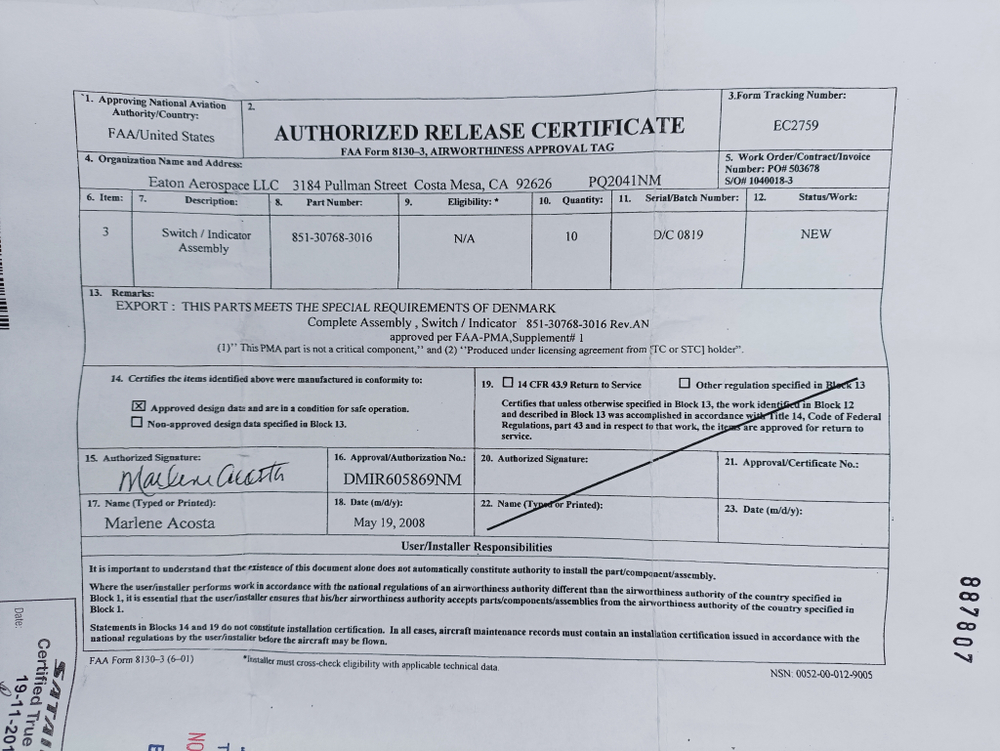 1. Approving National Aviation
Authority/Country:
FAA/United States
2.
AUTHORIZED RELEASE CERTIFICATE
FAA Form 8130-3, AIRWORTHINESS APPROVAL TAG
3.Form Tracking Number:
EC2759
4. Organization Name and Address:
Eaton Aerospace LLC 3184 Pullman Street Costa Mesa, CA 92626 PQ2041NM
5. Work Order/Contract/Invoice
Number: PO# 503678
S/O# 1040018-3
6. Item: 7. Description: 8. Part Number: 9. Eligibility: * 10. Quantity: 11. Serial/Batch Number: 12. Status/Work:
3 Switch / Indicator 851-30768-3016 N/A 10 D/C 0819 NEW
Assembly
13. Remarks:
EXPORT : THIS PARTS MEETS THE SPECIAL REQUIREMENTS OF DENMARK
Complete Assembly , Switch / Indicator 851-30768-3016 Rev.AN
approved per FAA-PMA,Supplement# 1
(1)" This PMA part is not a critical component," and (2) "Produced under licensing agreement from [TC or STC] holder".
14. Certifies the items identified above were manufactured in conformity to:
☒ Approved design data and are in a condition for safe operation.
☐ Non-approved design data specified in Block 13.
19. ☐ 14 CFR 43.9 Return to Service ☐ Other regulation specified in Block 13
Certifies that unless otherwise specified in Block 13, the work identified in Block 12
and described in Block 13 was accomplished in accordance with Title 14, Code of Federal
Regulations, part 43 and in respect to that work, the items are approved for return to
service.
15. Authorized Signature:
Marlene Acosta
16. Approval/Authorization No.:
DMIR605869NM
20. Authorized Signature:
21. Approval/Certificate No.:
17. Name (Typed or Printed):
Marlene Acosta
18. Date (m/d/y):
May 19, 2008
22. Name (Typed or Printed):
23. Date (m/d/y):
User/Installer Responsibilities
It is important to understand that the existence of this document alone does not automatically constitute authority to install the part/component/assembly.
Where the user/installer performs work in accordance with the national regulations of an airworthiness authority different than the airworthiness authority of the country specified in
Block 1, it is essential that the user/installer ensures that his/her airworthiness authority accepts parts/components/assemblies from the airworthiness authority of the country specified in
Block 1.
Statements in Blocks 14 and 19 do not constitute installation certification. In all cases, aircraft maintenance records must contain an installation certification issued in accordance with the
national regulations by the user/installer before the aircraft may be flown.
FAA Form 8130-3 (6-01)
*Installer must cross-check eligibility with applicable technical data.
NSN: 0052-00-012-9005
887807
SATAI
Certified True
Date:
19-11-201
NO